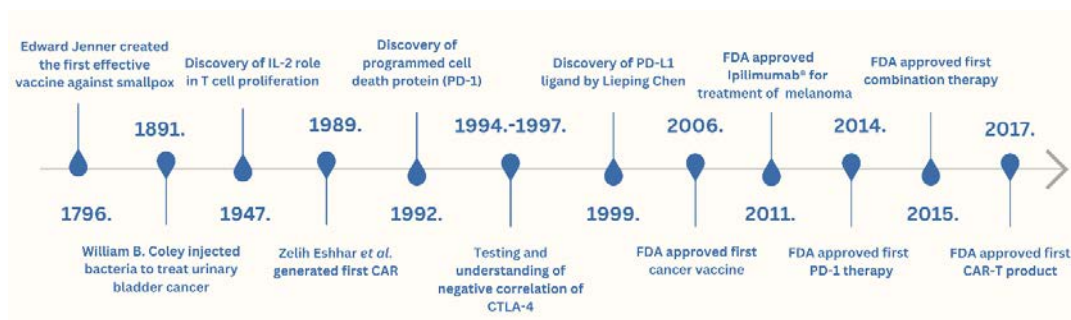 Edward Jenner created
the first effective
vaccine against smallpox
1796.
1891.
William B. Coley injected
bacteria to treat urinary
bladder cancer
Discovery of IL-2 role
in T cell proliferation
1947.
1989.
Zelih Eshhar et al.
generated first CAR
Discovery of
programmed cell
death protein (PD-1)
1992.
1994.-1997.
Testing and
understanding of
negative correlation of
CTLA-4
Discovery of PD-L1
ligand by Lieping Chen
1999.
2006.
FDA approved first
cancer vaccine
FDA approved
Ipilimumab® for
treatment of melanoma
2011.
2014.
FDA approved first
PD-1 therapy
FDA approved first
combination therapy
2015.
2017.
FDA approved first
CAR-T product